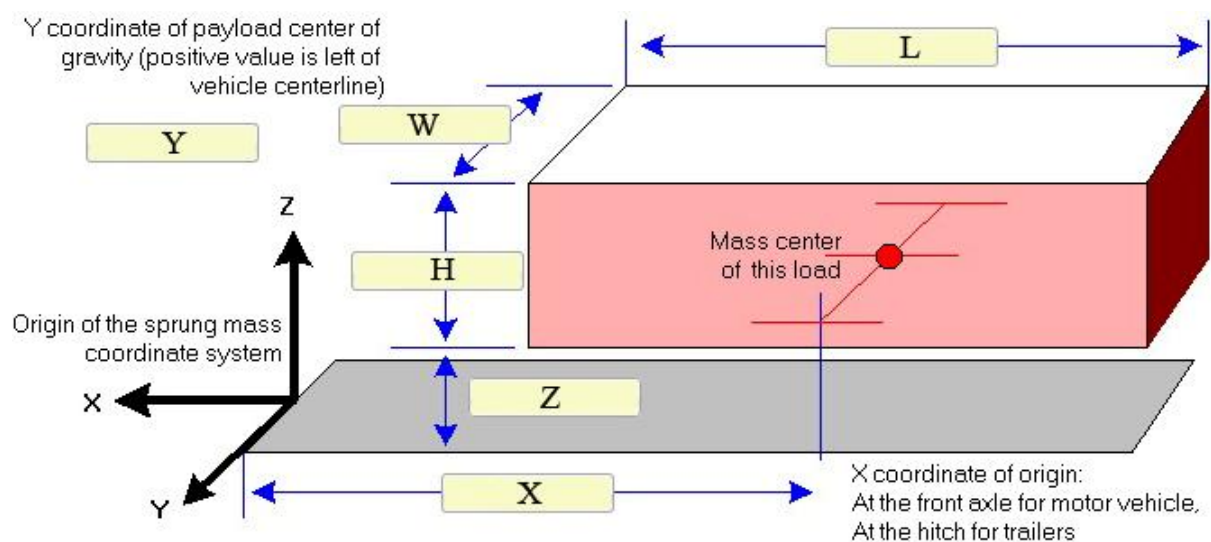 Y coordinate of payload center of
gravity (positive value is left of
vehicle centerline)
L
W
Y
Z
H
Mass center
of this load
Origin of the sprung mass
coordinate system
X
Z
Y
X
X coordinate of origin:
At the front axle for motor vehicle,
At the hitch for trailers